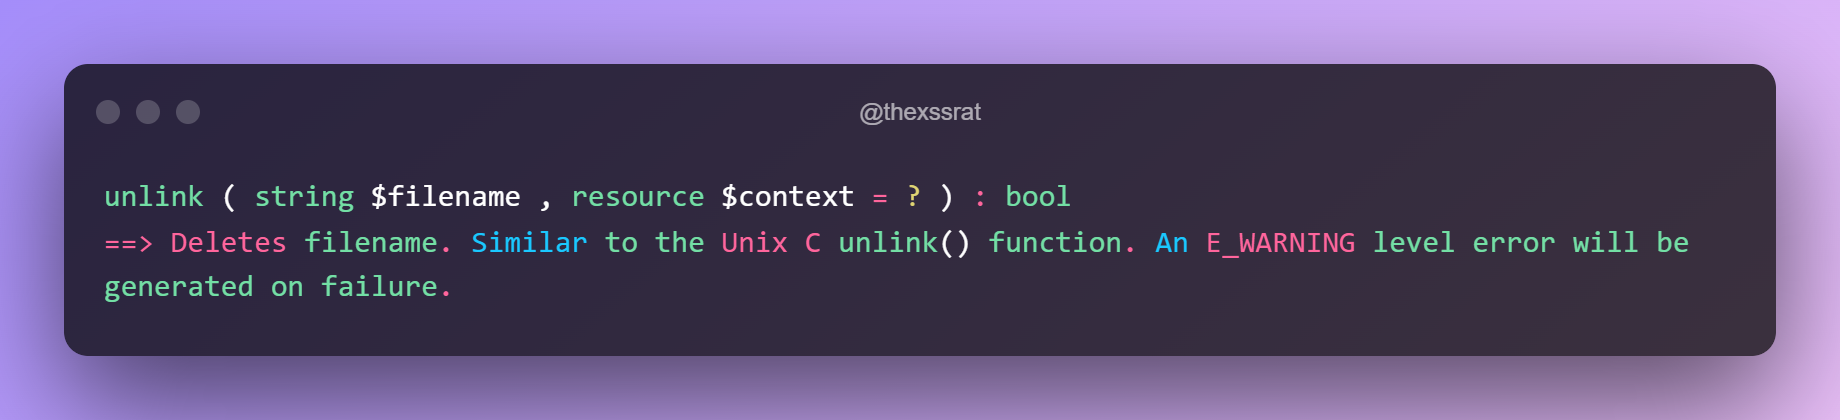 @thexssrat
unlink ( string $filename , resource $context = ? ) : bool
==> Deletes filename. Similar to the Unix C unlink() function. An E_WARNING level error will be
generated on failure.